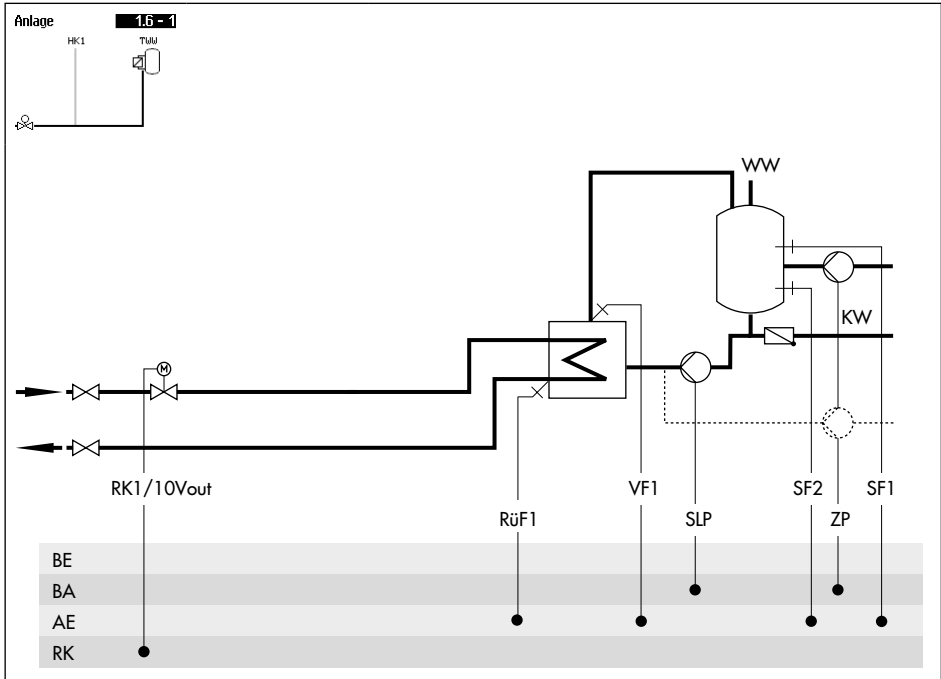 Anlage 1.6 - 1
HK1 TWW
WW
KW
M
RK1/10Vout VF1 SF2 SF1
RüF1 SLP ZP
BE
BA
AE
RK